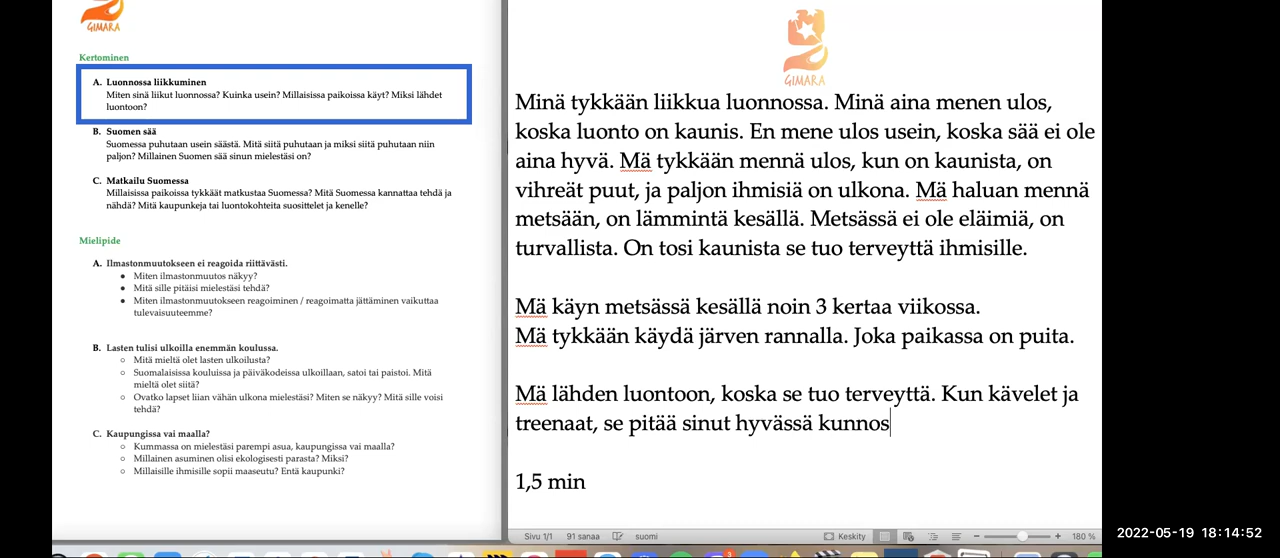 GIMARA
Kertominen
A. Luonnossa liikkuminen
Miten sinä liikut luonnossa? Kuinka usein? Millaisissa paikoissa käyt? Miksi lähdet
luontoon?
B. Suomen sää
Suomessa puhutaan usein säästä. Mitä siitä puhutaan ja miksi siitä puhutaan niin
paljon? Millainen Suomen sää sinun mielestäsi on?
C. Matkailu Suomessa
Millaisissa paikoissa tykkäät matkustaa Suomessa? Mitä Suomessa kannattaa tehdä ja
nähdä? Mitä kaupunkeja tai luontokohteita suosittelet ja kenelle?
Mielipide
A. Ilmastonmuutokseen ei reagoida riittävästi.
● Miten ilmastonmuutos näkyy?
● Mitä sille pitäisi mielestäsi tehdä?
● Miten ilmastonmuutokseen reagoiminen / reagoimatta jättäminen vaikuttaa
tulevaisuuteemme?
B. Lasten tulisi ulkoilla enemmän koulussa.
○ Mitä mieltä olet lasten ulkoilusta?
○ Suomalaisissa kouluissa ja päiväkodeissa ulkoillaan, satoi tai paistoi. Mitä
mieltä olet siitä?
○ Ovatko lapset liian vähän ulkona mielestäsi? Miten se näkyy? Mitä sille voisi
tehdä?
C. Kaupungissa vai maalla?
○ Kummassa on mielestäsi parempi asua, kaupungissa vai maalla?
○ Millainen asuminen olisi ekologisesti parasta? Miksi?
○ Millaisille ihmisille sopii maaseutu? Entä kaupunki?
GIMARA
Minä tykkään liikkua luonnossa. Minä aina menen ulos,
koska luonto on kaunis. En mene ulos usein, koska sää ei ole
aina hyvä. Mä tykkään mennä ulos, kun on kaunista, on
vihreät puut, ja paljon ihmisiä on ulkona. Mä haluan mennä
metsään, on lämmintä kesällä. Metsässä ei ole eläimiä, on
turvallista. On tosi kaunista se tuo terveyttä ihmisille.
Mä käyn metsässä kesällä noin 3 kertaa viikossa.
Mä tykkään käydä järven rannalla. Joka paikassa on puita.
Mä lähden luontoon, koska se tuo terveyttä. Kun kävelet ja
treenaat, se pitää sinut hyvässä kunnos
1,5 min
Sivu 1/1 91 sanaa suomi Keskity 180 %
2022-05-19 18:14:52